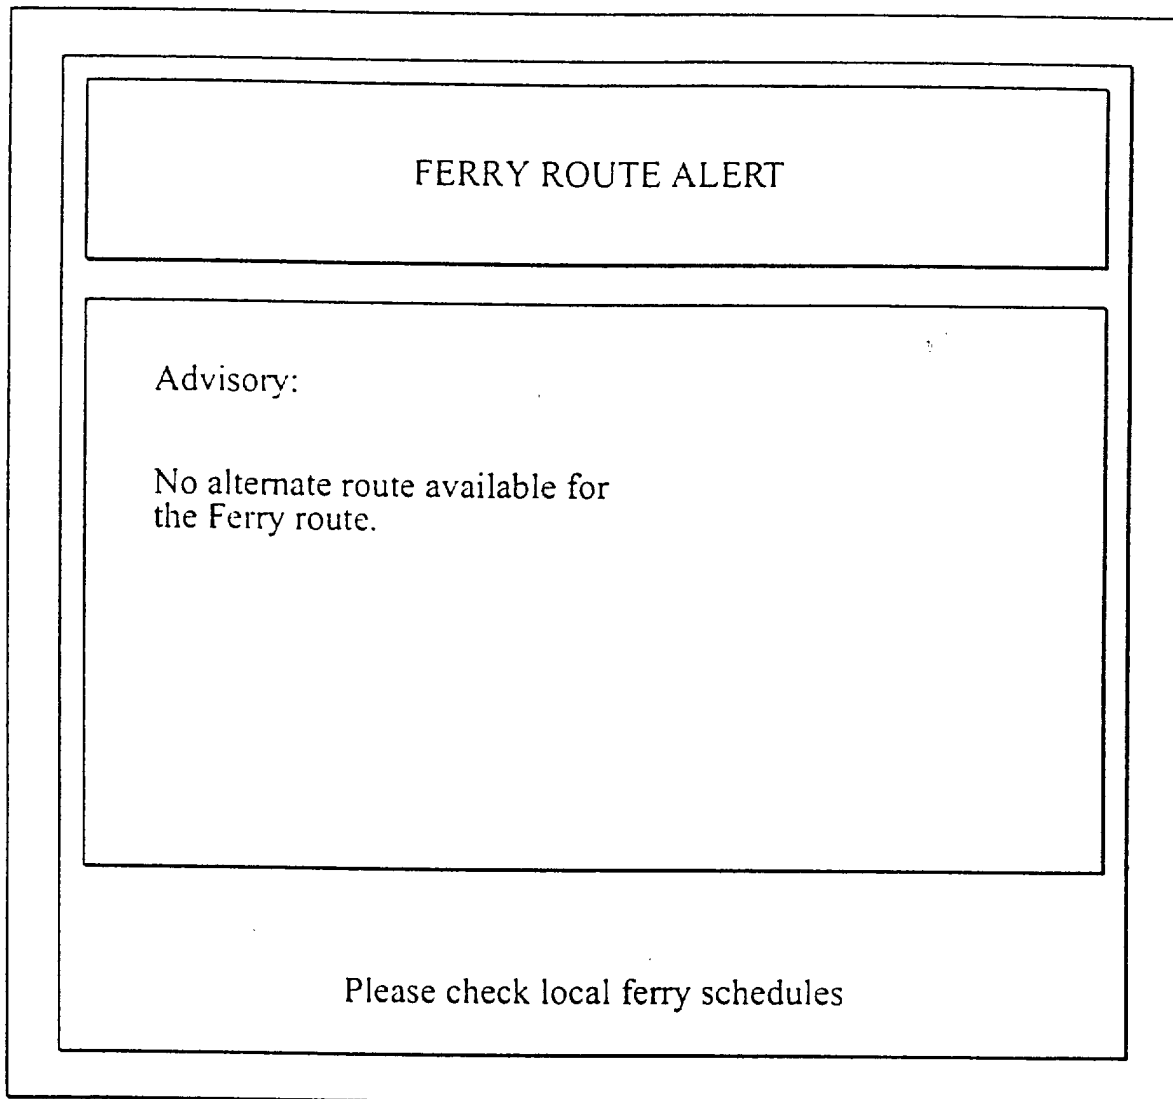 FERRY ROUTE ALERT
Advisory:
No alternate route available for
the Ferry route.
Please check local ferry schedules